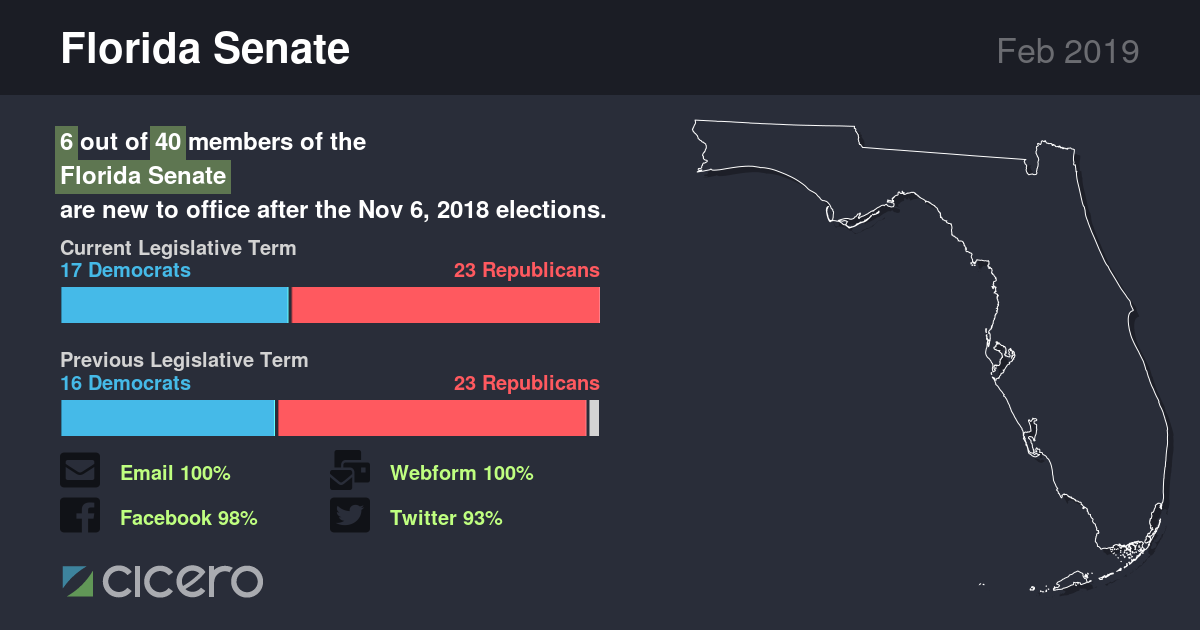 Florida Senate
Feb 2019
6 out of 40 members of the
Florida Senate
are new to office after the Nov 6, 2018 elections.
Current Legislative Term
17 Democrats 23 Republicans
Previous Legislative Term
16 Democrats 23 Republicans
Email 100% Webform 100%
Facebook 98% Twitter 93%
cicero